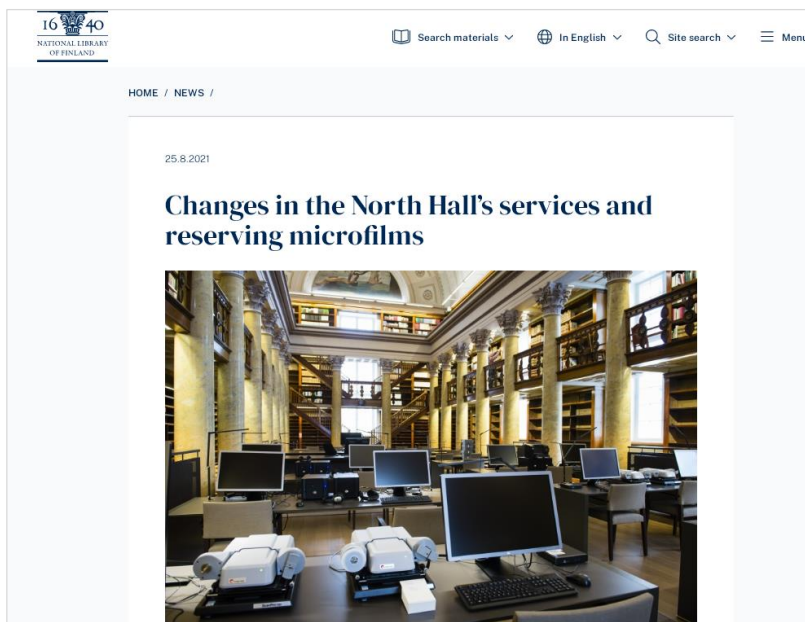 16 40
NATIONAL LIBRARY
OF FINLAND
Search materials
In English
Site search
Menu
HOME / NEWS /
25.8.2021
Changes in the North Hall's services and
reserving microfilms